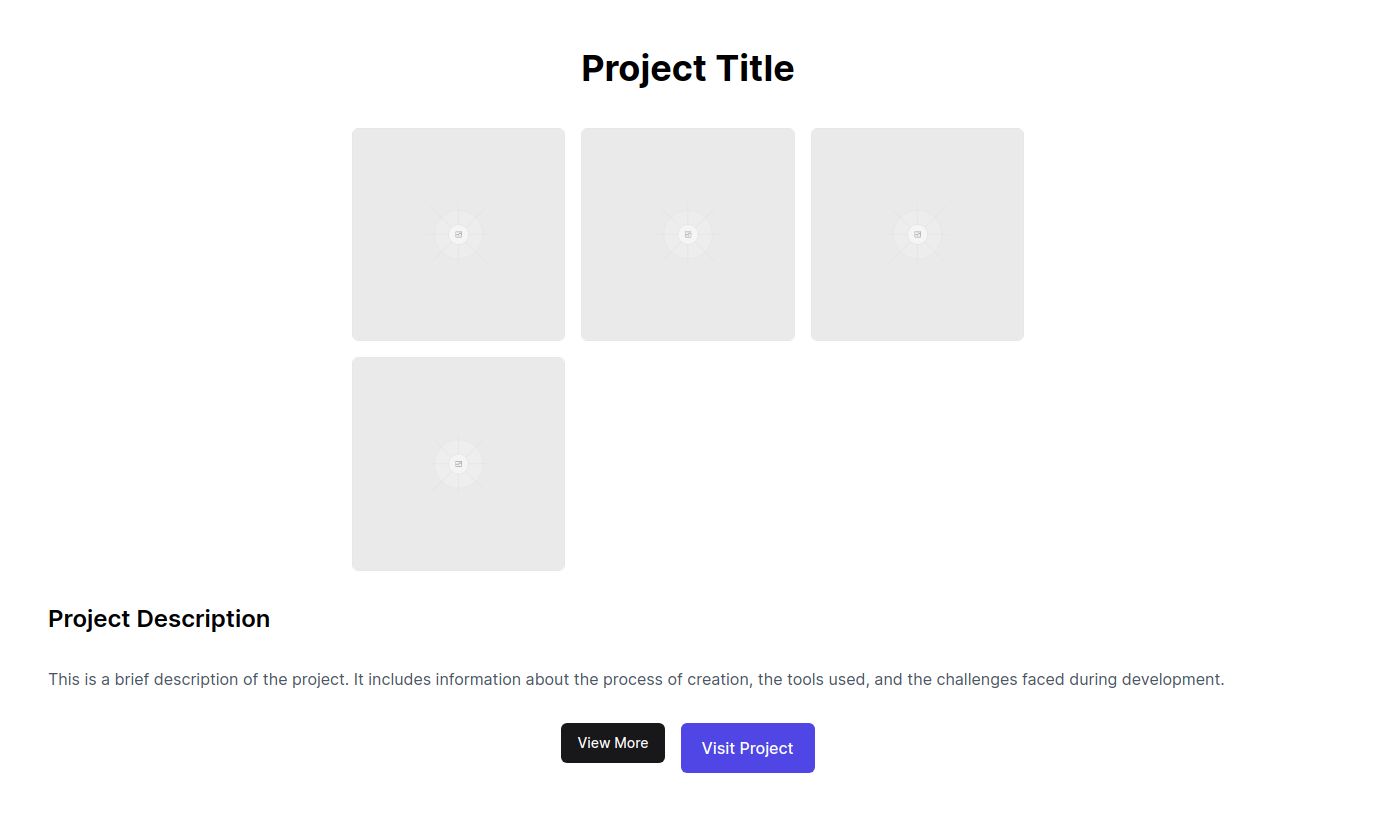 Project Title
Project Description
This is a brief description of the project. It includes information about the process of creation, the tools used, and the challenges faced during development.
View More
Visit Project